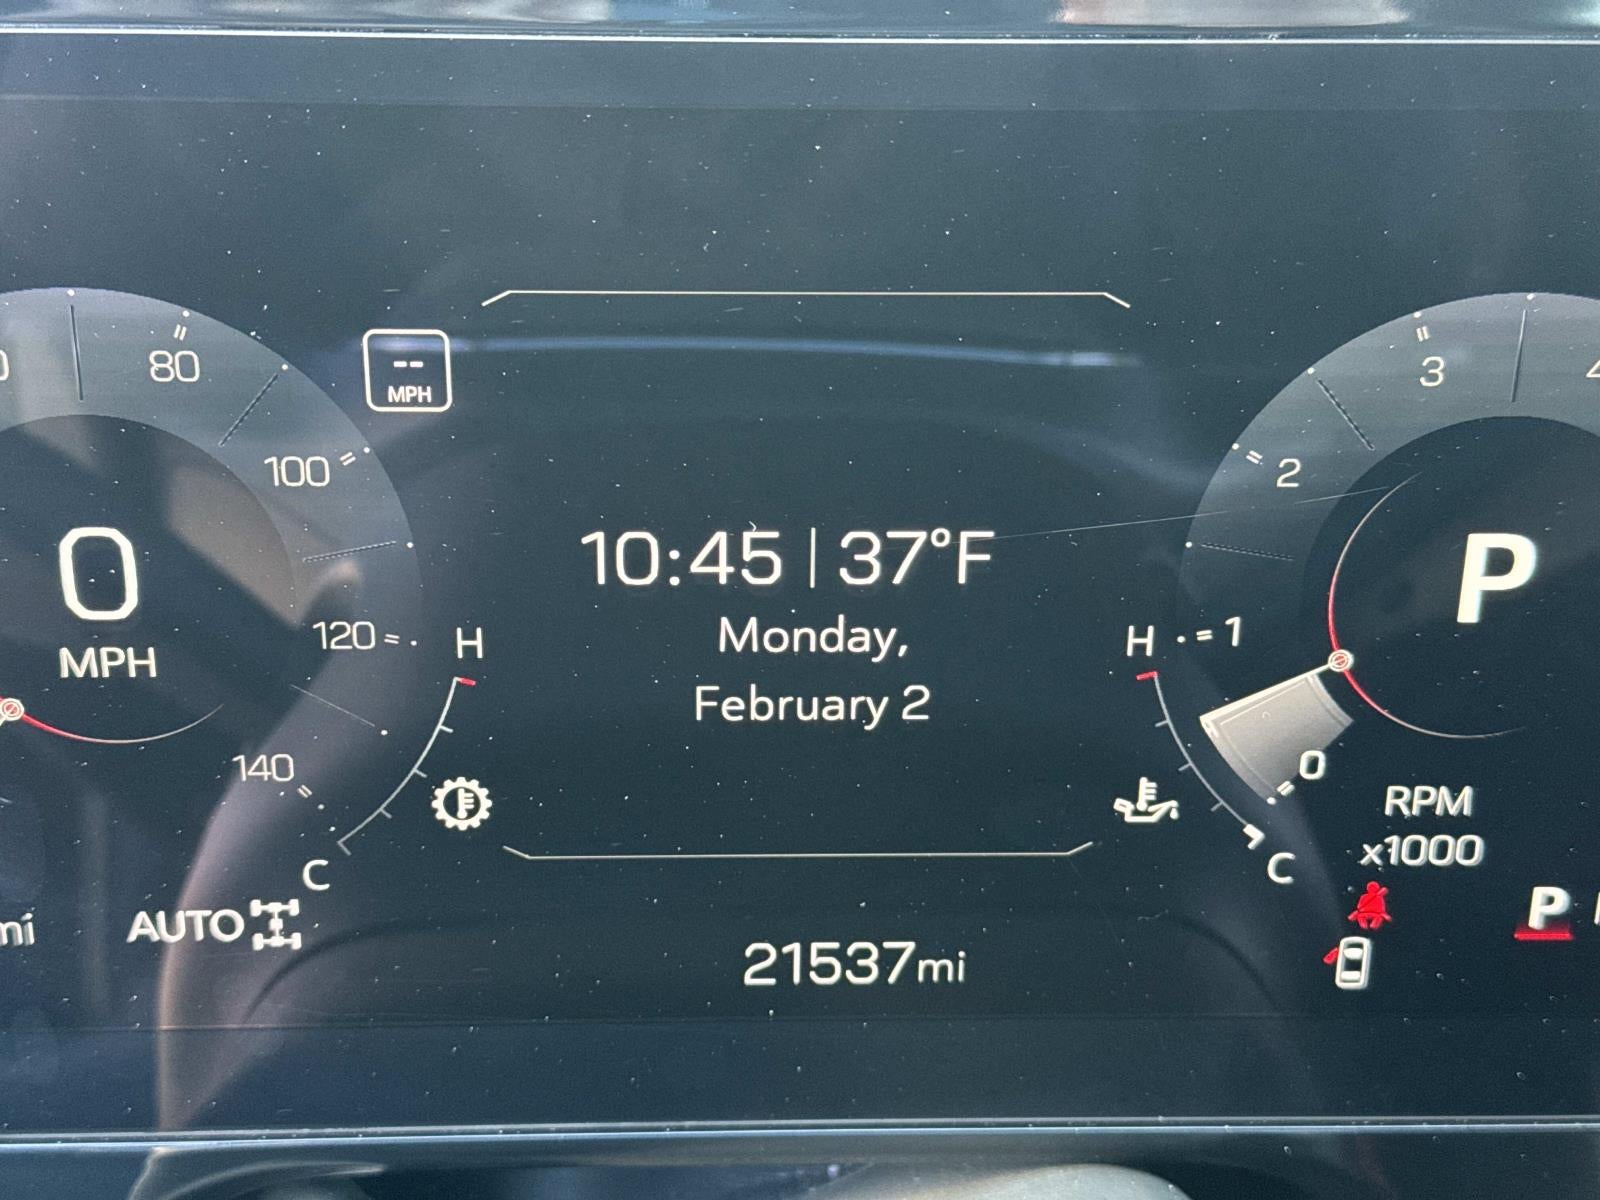 80
100
120
140
0
MPH
--
MPH
H
C
AUTO
mi
10:45 | 37°F
Monday,
February 2
21537mi
3
2
1
0
H
C
P
RPM
x1000
P